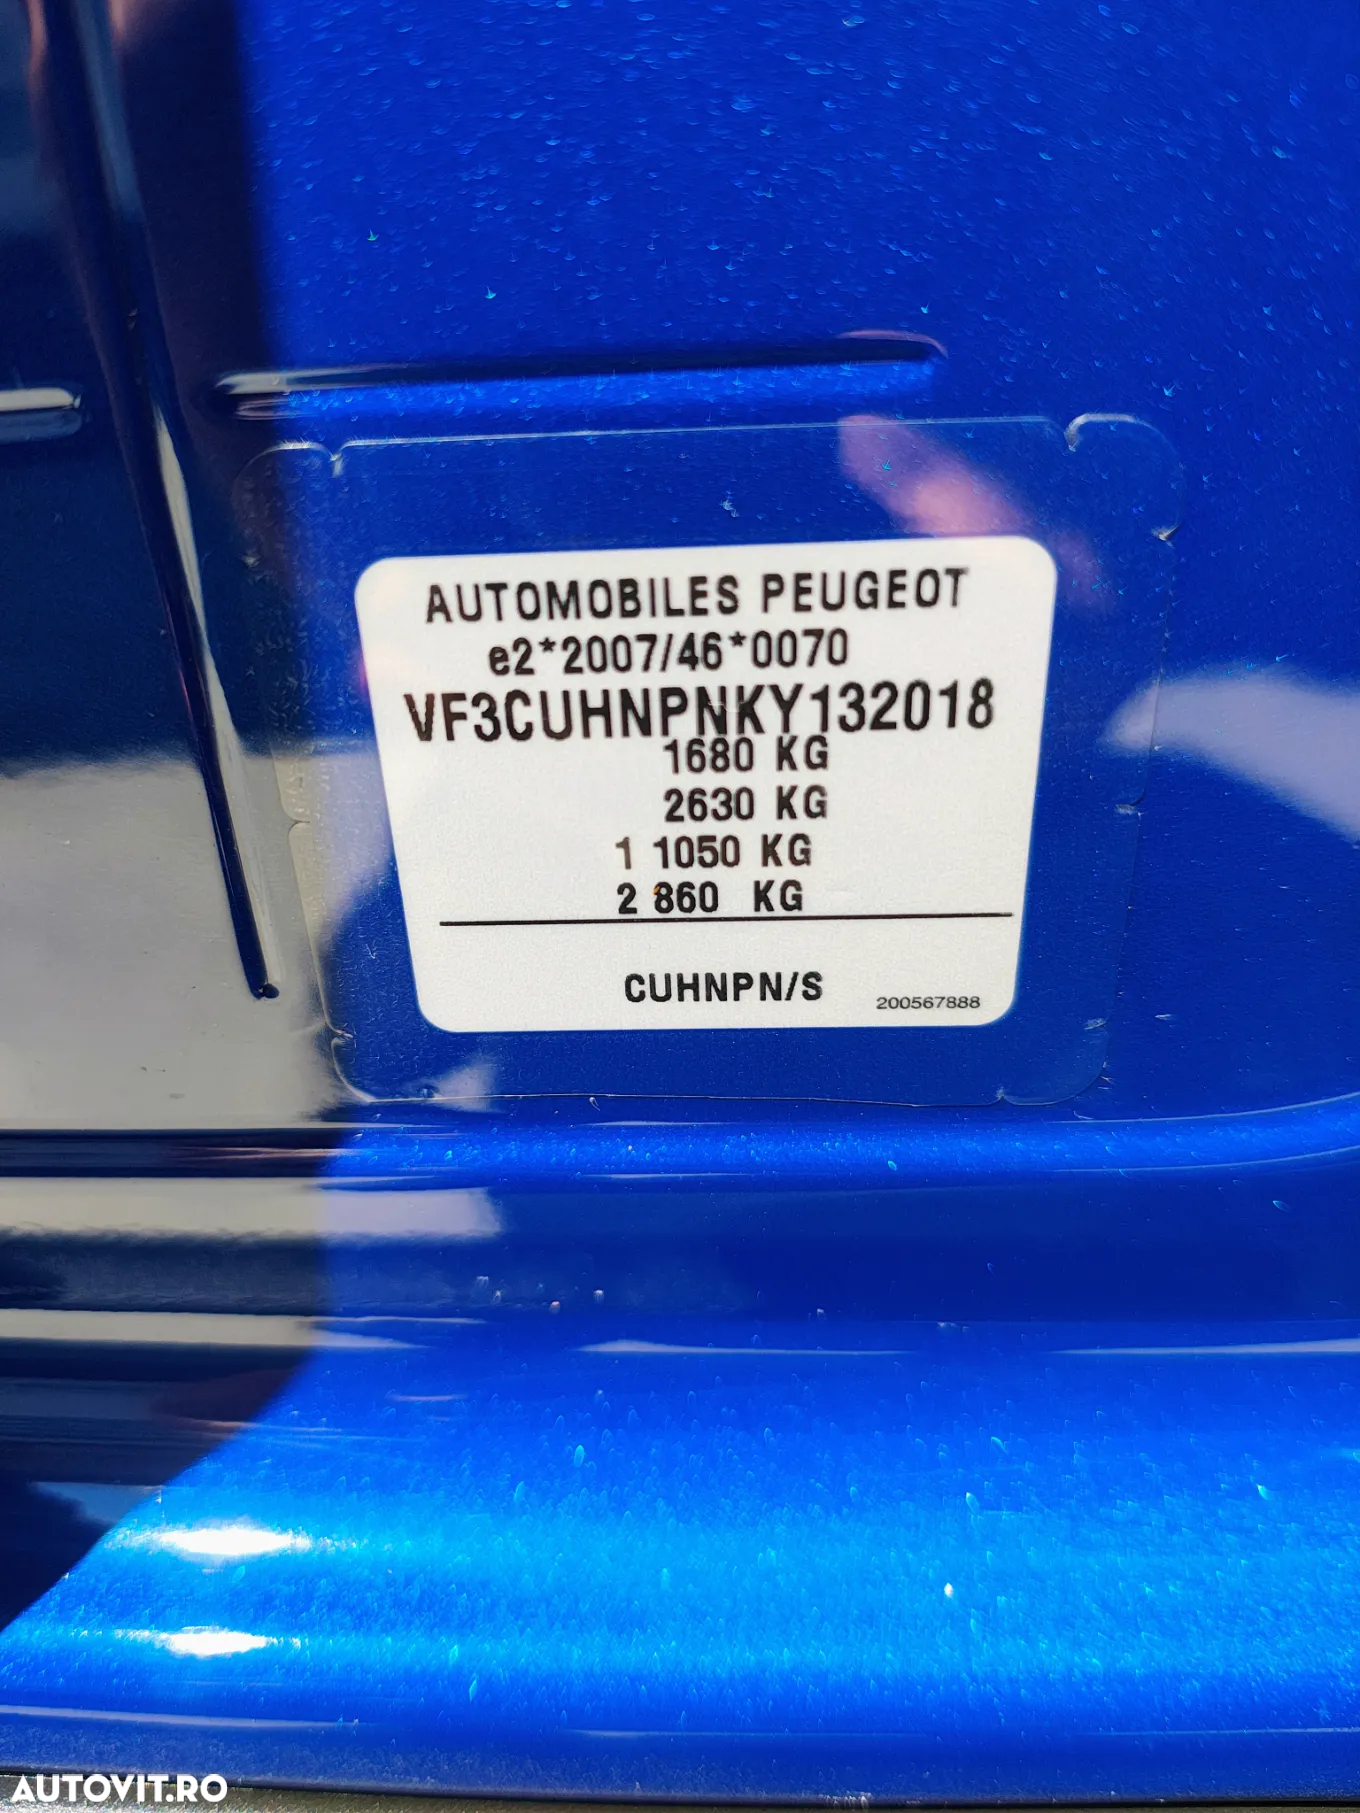 AUTOMOBILES PEUGEOT
e2*2007/46*0070
VF3CUHNPNKY132018
1680 KG
2630 KG
1 1050 KG
2 860 KG
CUHNPN/S
200567888
AUTOVIT.RO